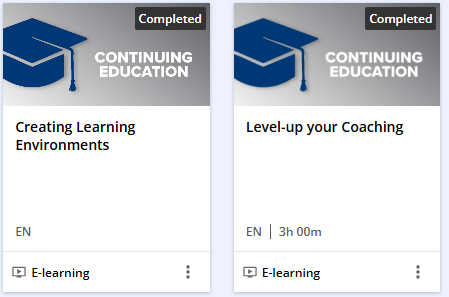 Completed
CONTINUING
EDUCATION
Creating Learning
Environments
EN
E-learning
Completed
CONTINUING
EDUCATION
Level-up your Coaching
EN | 3h 00m
E-learning